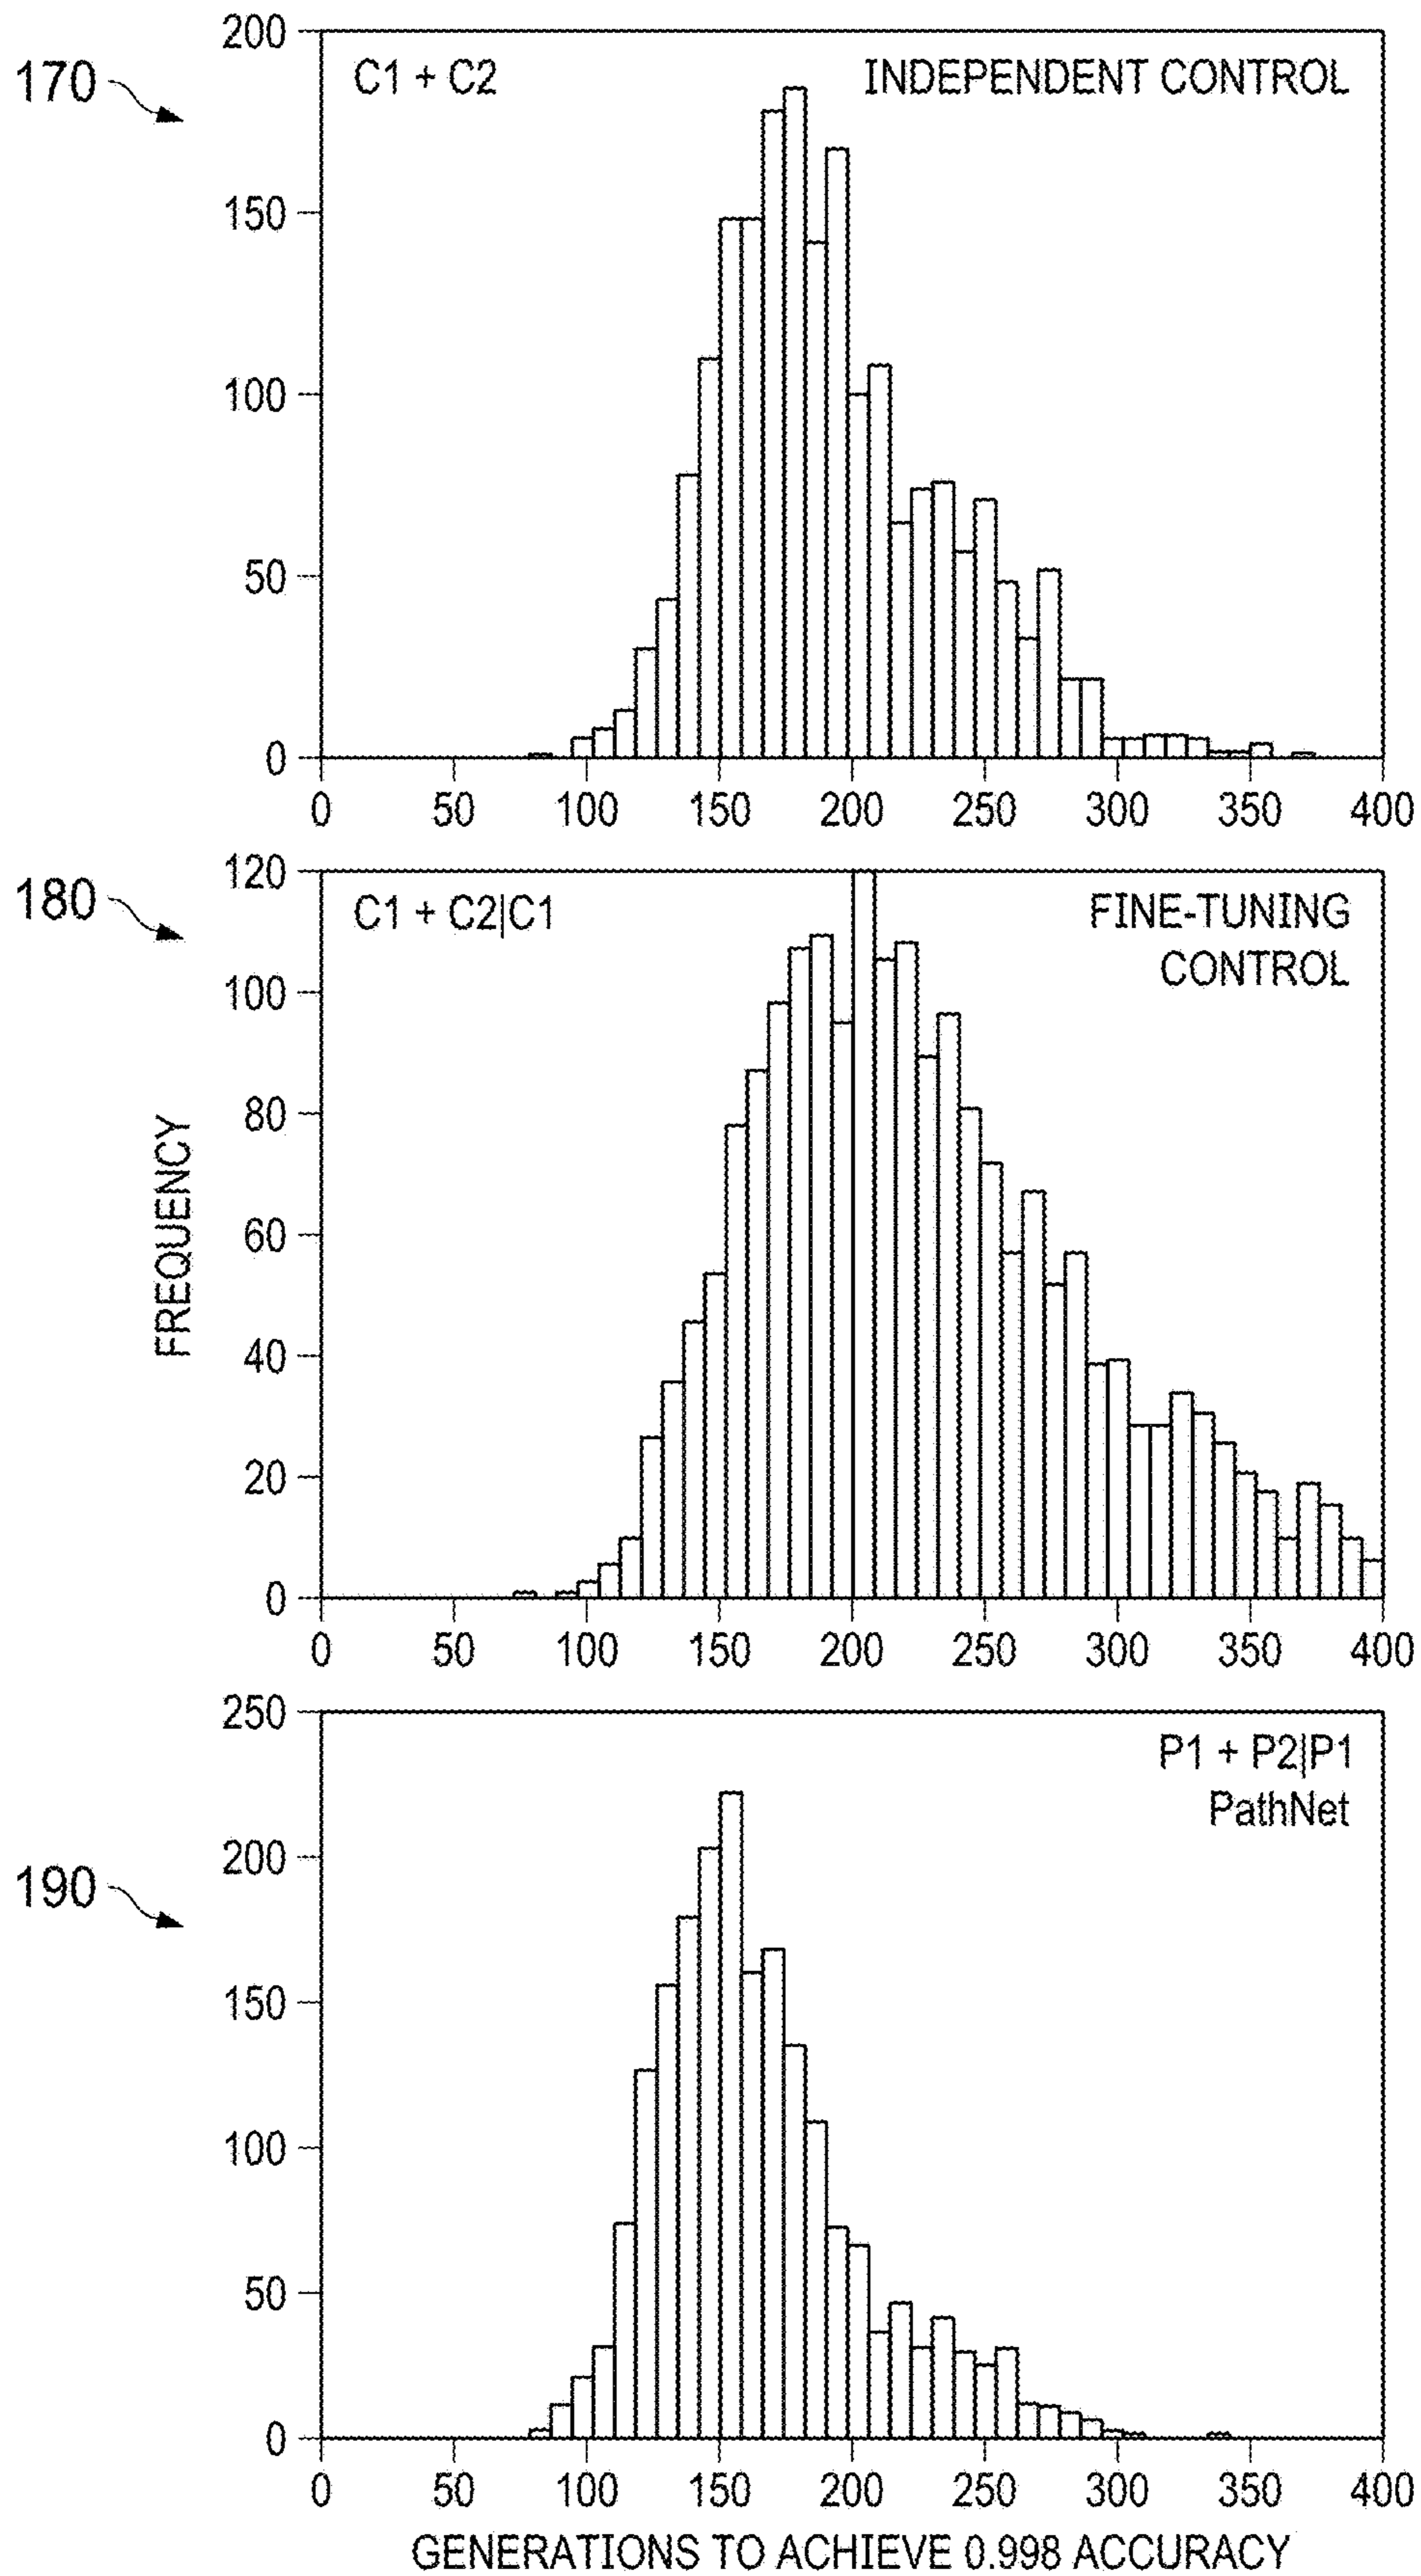 170
200
150
100
50
0
C1 + C2
INDEPENDENT CONTROL
0 50 100 150 200 250 300 350 400
180
FREQUENCY
120
100
80
60
40
20
0
C1 + C2|C1
FINE-TUNING
CONTROL
0 50 100 150 200 250 300 350 400
190
250
200
150
100
50
0
P1 + P2|P1
PathNet
0 50 100 150 200 250 300 350 400
GENERATIONS TO ACHIEVE 0.998 ACCURACY